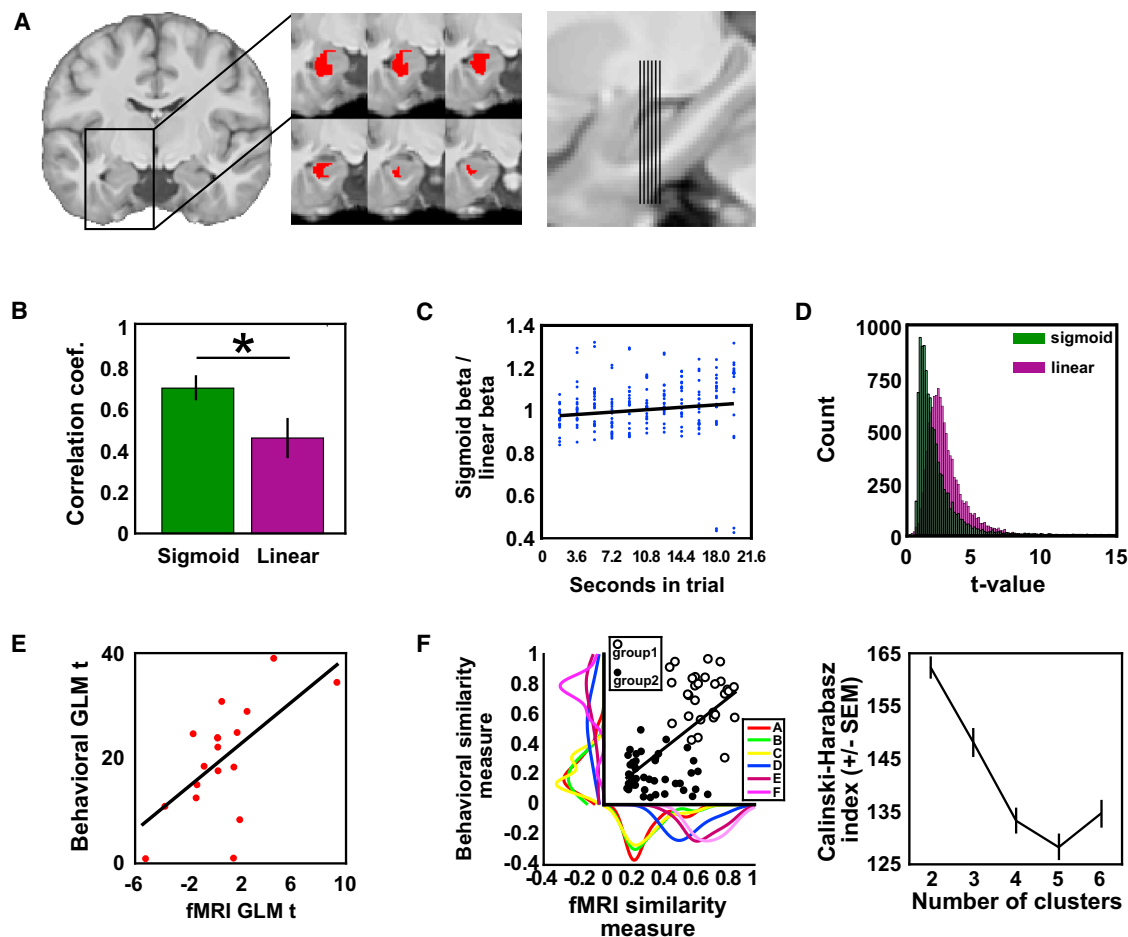 A
B
Correlation coef.
1
0.8
0.6
0.4
0.2
0
*
Sigmoid Linear
C
Sigmoid beta /
linear beta
1.4
1.2
1
0.8
0.6
0.4
0 3.6 7.2 10.8 14.4 18.0 21.6
Seconds in trial
D
Count
1000
750
500
250
0
sigmoid
linear
0 5 10 15
t-value
E
Behavioral GLM t
40
20
0
-6 -2 2 6 10
fMRI GLM t
F
Behavioral similarity
measure
1
0.8
0.6
0.4
0.2
0
-0.2
-0.4
group1
group2
A
B
C
D
E
F
-0.4 -0.2 0 0.2 0.4 0.6 0.8 1
fMRI similarity
measure
Calinski-Harabasz
index (+/- SEM)
165
155
145
135
125
2 3 4 5 6
Number of clusters